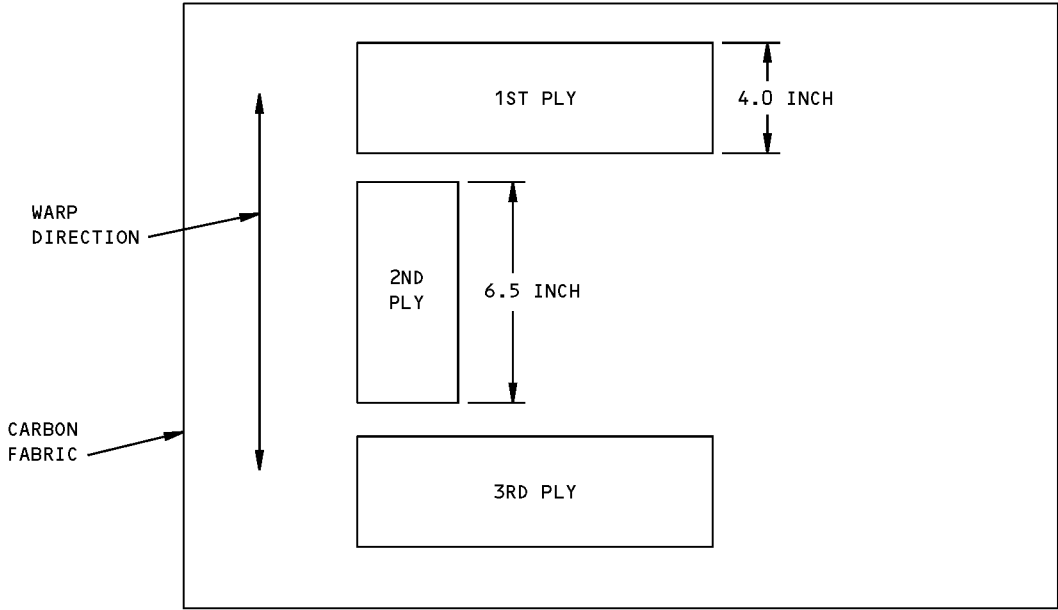 1ST PLY
4.0 INCH
WARP
DIRECTION
2ND
PLY
6.5 INCH
CARBON
FABRIC
3RD PLY